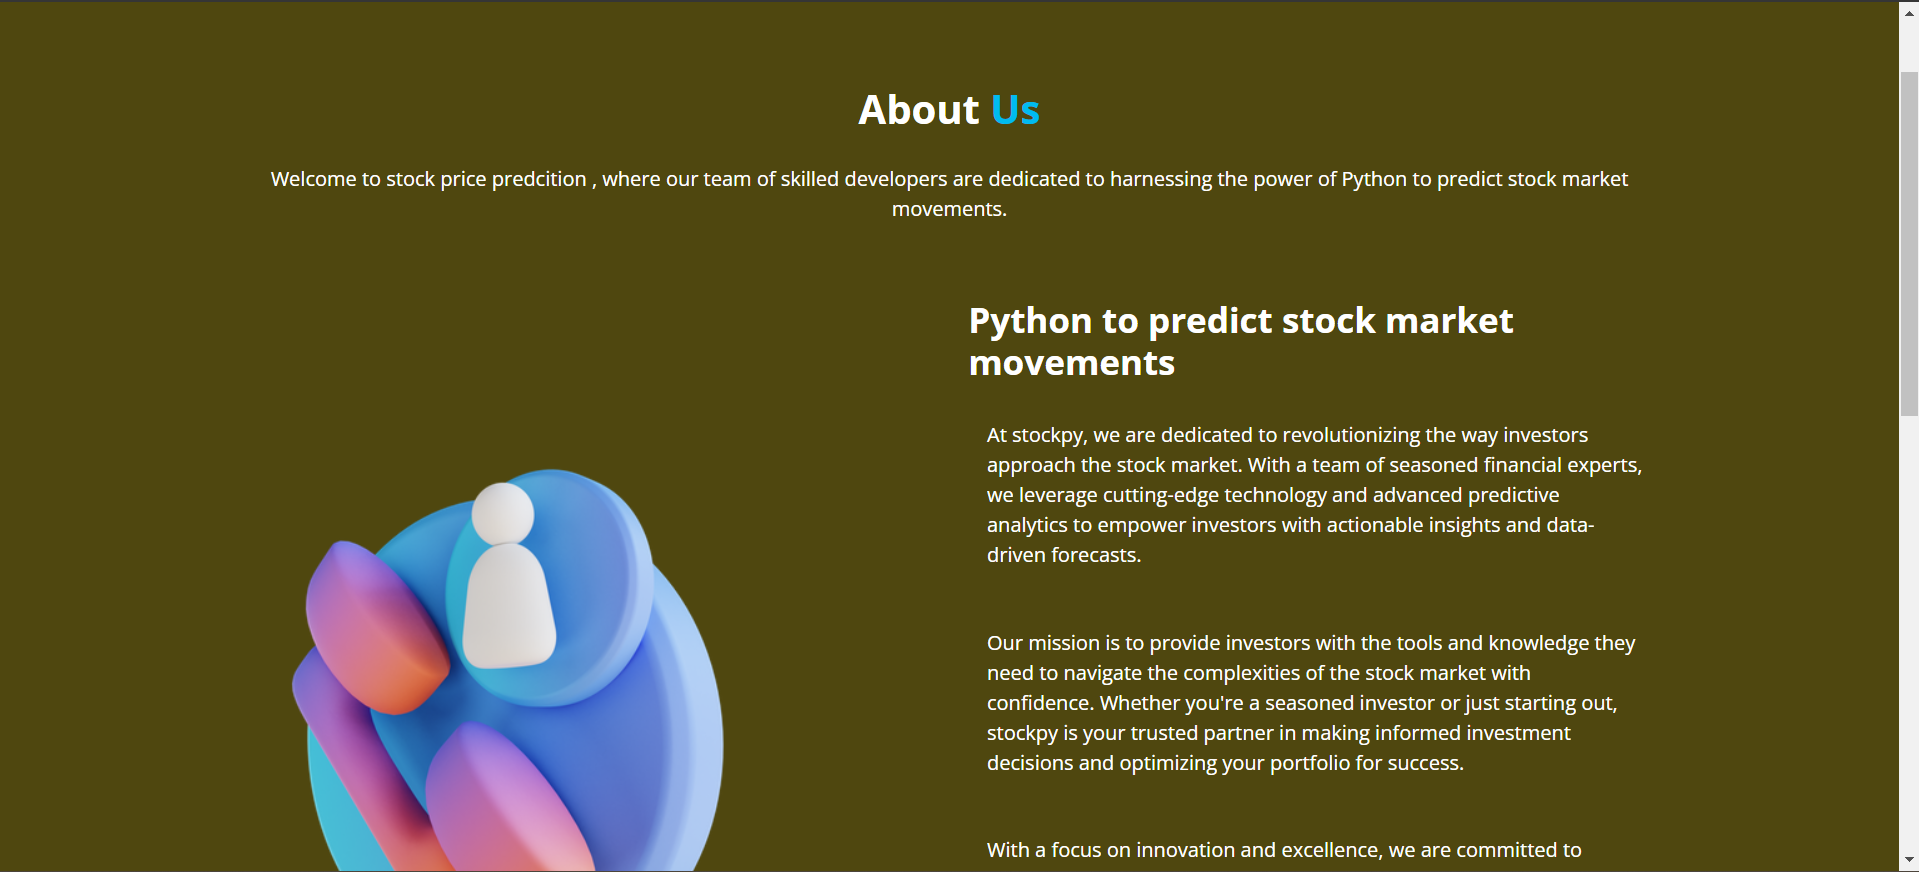 About Us
Welcome to stock price predcition , where our team of skilled developers are dedicated to harnessing the power of Python to predict stock market
movements.
Python to predict stock market
movements
At stockpy, we are dedicated to revolutionizing the way investors
approach the stock market. With a team of seasoned financial experts,
we leverage cutting-edge technology and advanced predictive
analytics to empower investors with actionable insights and data-
driven forecasts.
Our mission is to provide investors with the tools and knowledge they
need to navigate the complexities of the stock market with
confidence. Whether you're a seasoned investor or just starting out,
stockpy is your trusted partner in making informed investment
decisions and optimizing your portfolio for success.
With a focus on innovation and excellence, we are committed to